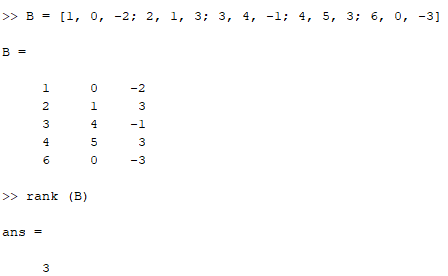 >> B = [1, 0, -2; 2, 1, 3; 3, 4, -1; 4, 5, 3; 6, 0, -3]
B =
1 0 -2
2 1 3
3 4 -1
4 5 3
6 0 -3
>> rank (B)
ans =
3